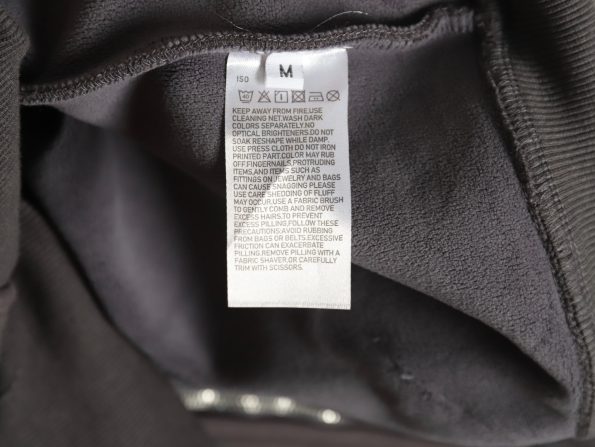 ISO
M
40
KEEP AWAY FROM FIRE,USE
CLEANING NET.WASH DARK
COLORS SEPARATELY,NO
OPTICAL BRIGHTENERS.DO NOT
SOAK RESHAPE WHILE DAMP.
USE PRESS CLOTH DO NOT IRON
PRINTED PART.COLOR MAY RUB
OFF.FINGERNAILS,PROTRUDING
ITEMS,AND ITEMS SUCH AS
FITTINGS ON JEWELRY AND BAGS
CAN CAUSE SNAGGING PLEASE
USE CARE SHEDDING OF FLUFF
MAY OCCUR,USE A FABRIC BRUSH
TO GENTLY COMB AND REMOVE
EXCESS HAIRS,TO PREVENT
EXCESS PILLING,FOLLOW THESE
PRECAUTIONS:AVOID RUBBING
FROM BAGS OR BELTS,EXCESSIVE
FRICTION CAN EXACERBATE
PILLING,REMOVE PILLING WITH A
FABRIC SHAVER,OR CAREFULLY
TRIM WITH SCISSORS.